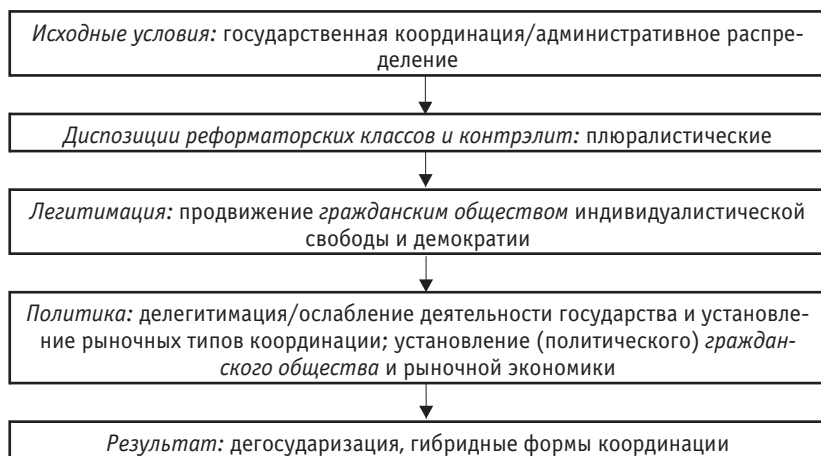 Исходные условия: государственная координация/административное распре-
деление
Диспозиции реформаторских классов и контрэлит: плюралистические
Легитимация: продвижение гражданским обществом индивидуалистической
свободы и демократии
Политика: делегитимация/ослабление деятельности государства и установле-
ние рыночных типов координации; установление (политического) граждан-
ского общества и рыночной экономики
Результат: дегосударизация, гибридные формы координации